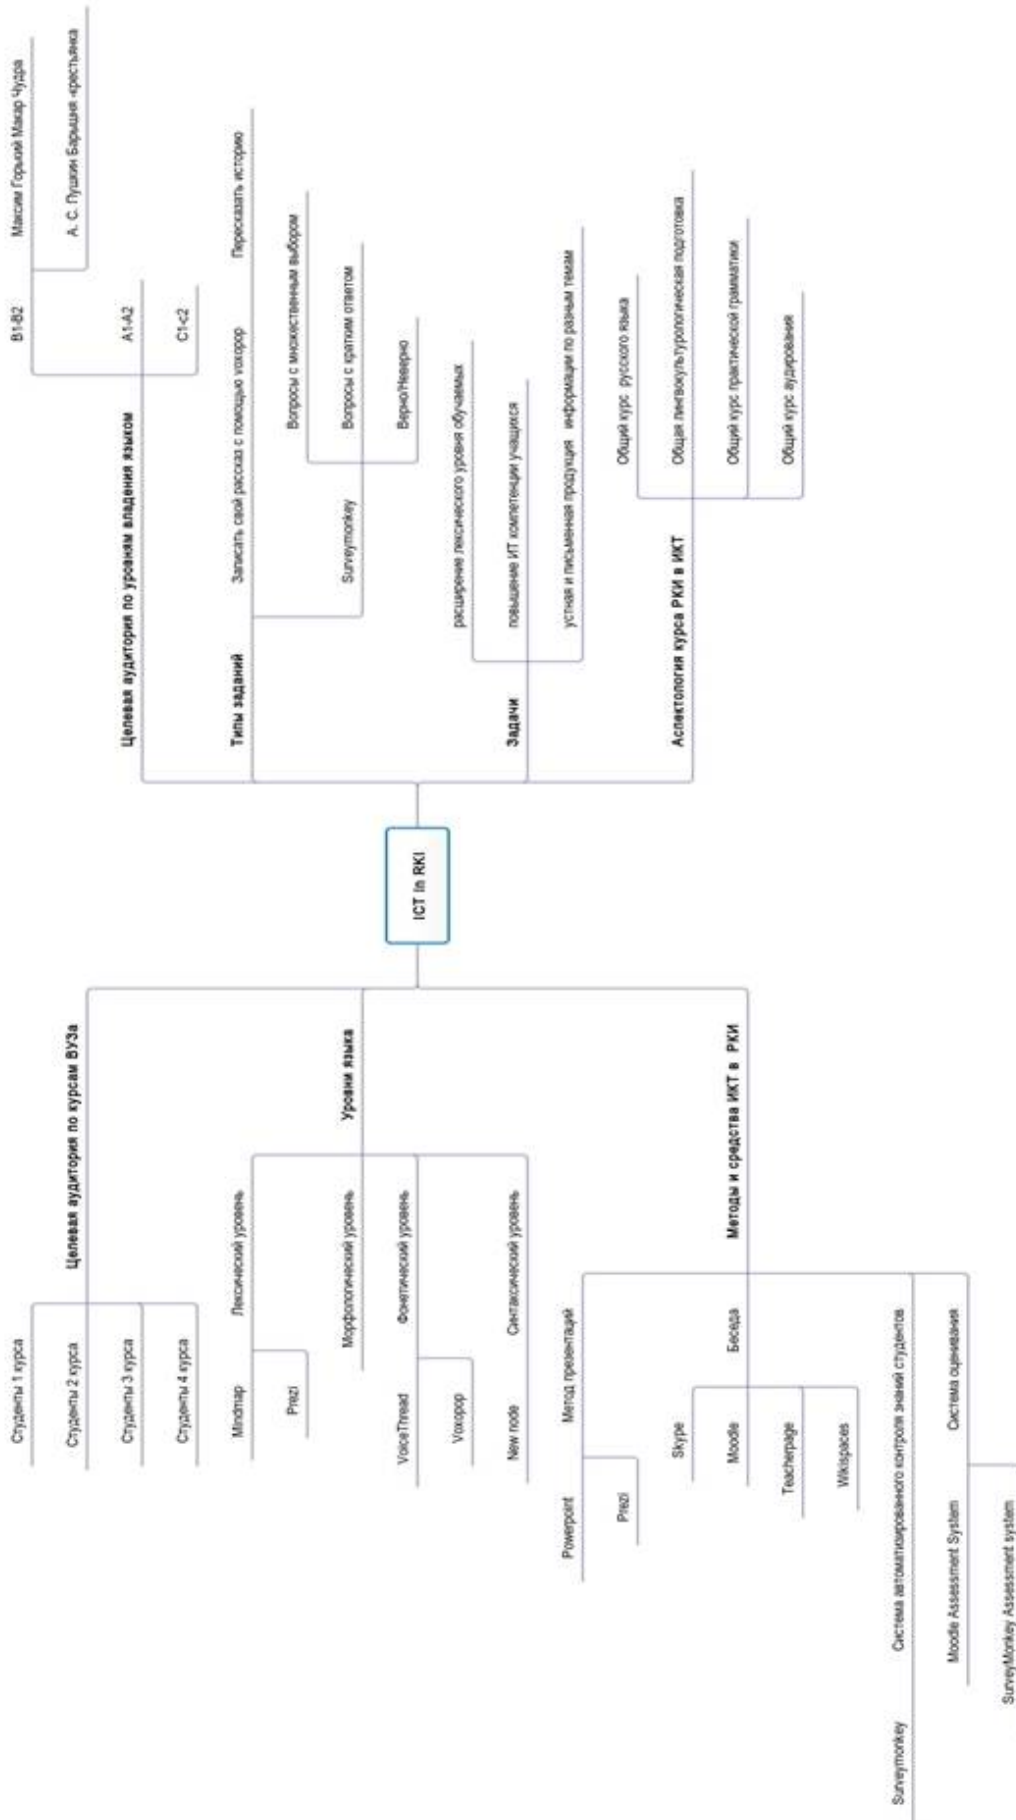 ICT in RKI
Целевая аудитория по уровням владения языком
B1-B2
Максим Горький Макар Чудра
А. С. Пушкин Барышня -крестьянка
A1-A2
C1-c2
Типы заданий
Записать свой рассказ с помощью voxopop
Пересказать историю
Surveymonkey
Вопросы с множественным выбором
Вопросы с кратким ответом
Верно/Неверно
Задачи
расширение лексического уровня обучаемых
повышение ИТ компетенции учащихся
устная и письменная продукция информации по разным темам
Аспектология курса РКИ в ИКТ
Общий курс русского языка
Общая лингвокультурологическая подготовка
Общий курс практической грамматики
Общий курс аудирования
Целевая аудитория по курсам ВУЗа
Студенты 1 курса
Студенты 2 курса
Студенты 3 курса
Студенты 4 курса
Уровни языка
Лексический уровень
Mindmap
Prezi
Морфологический уровень
Фонетический уровень
VoiceThread
Voxopop
Синтаксический уровень
New node
Методы и средства ИКТ в РКИ
Метод презентаций
Powerpoint
Prezi
Беседа
Skype
Moodle
Teacherpage
Wikispaces
Система автоматизированного контроля знаний студентов
Surveymonkey
Система оценивания
Moodle Assessment System
SurveyMonkey Assessment system